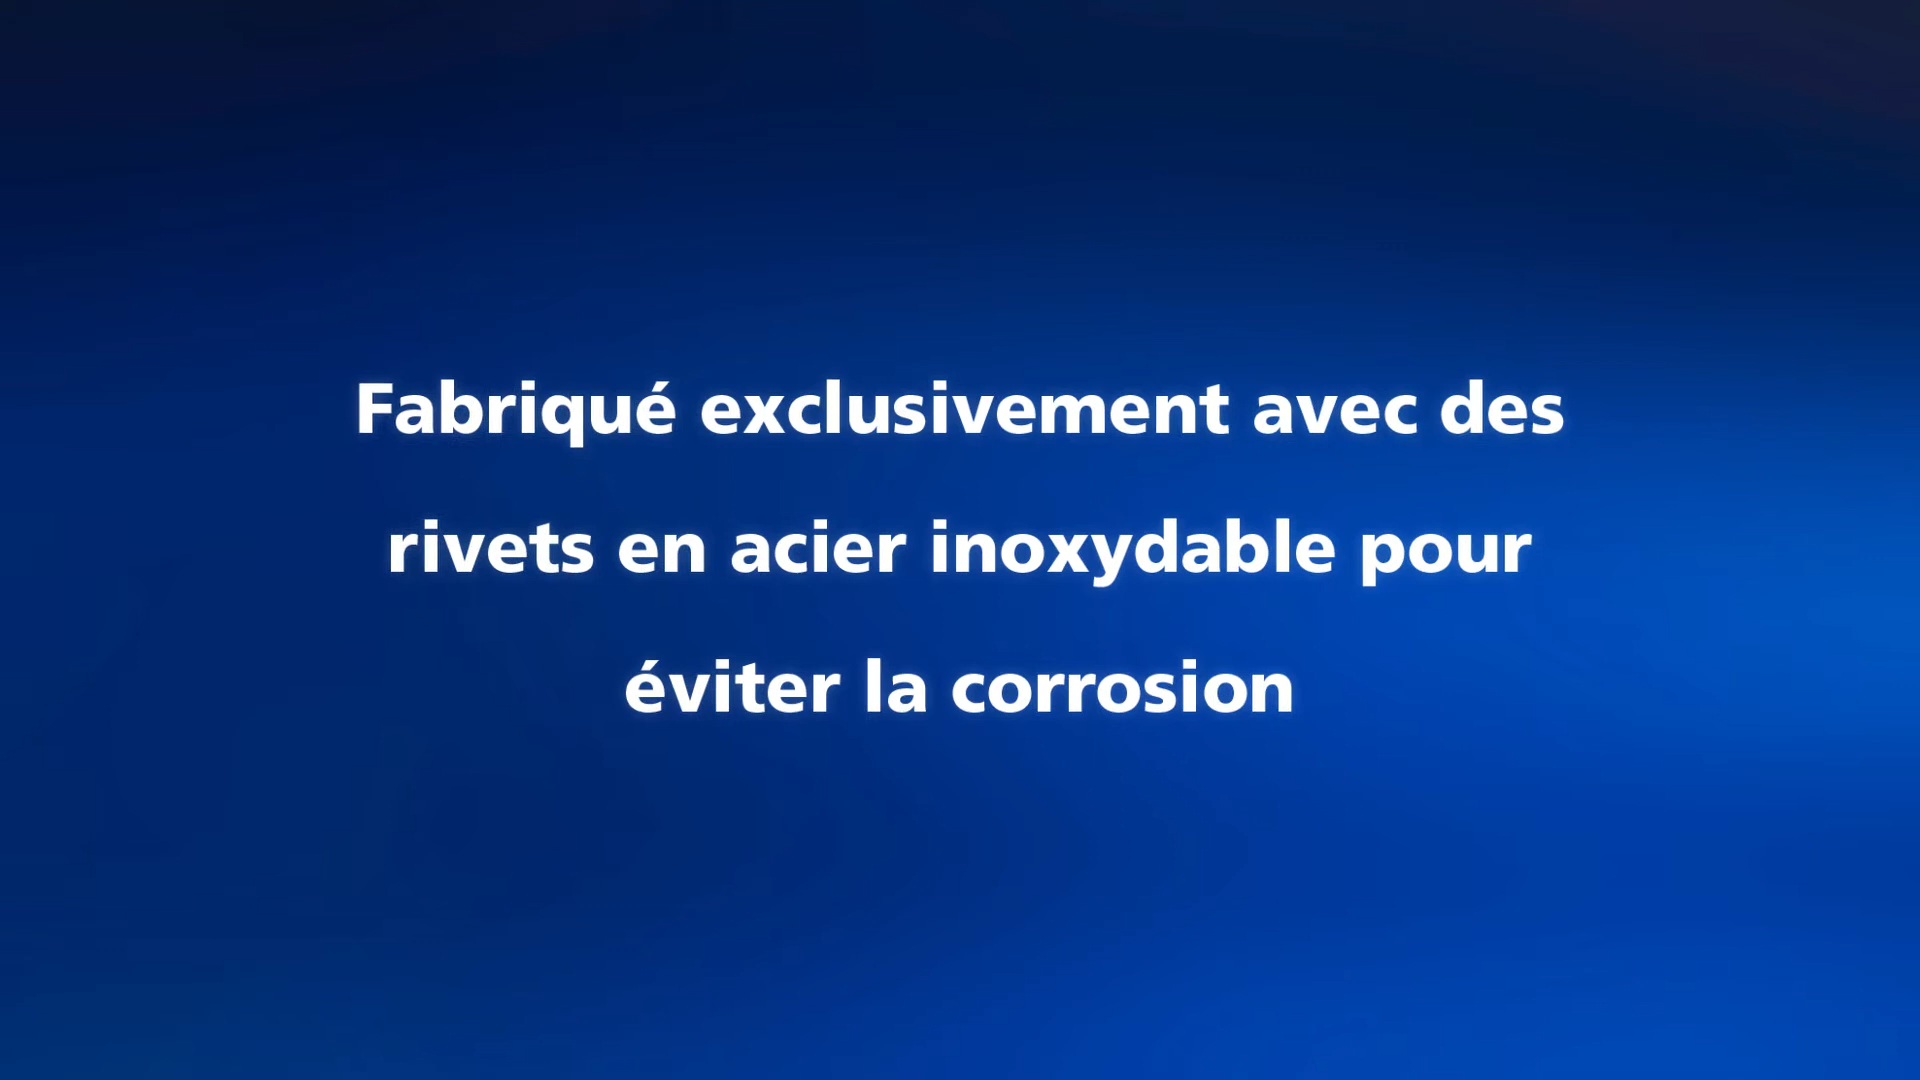 Fabriqué exclusivement avec des
rivets en acier inoxydable pour
éviter la corrosion